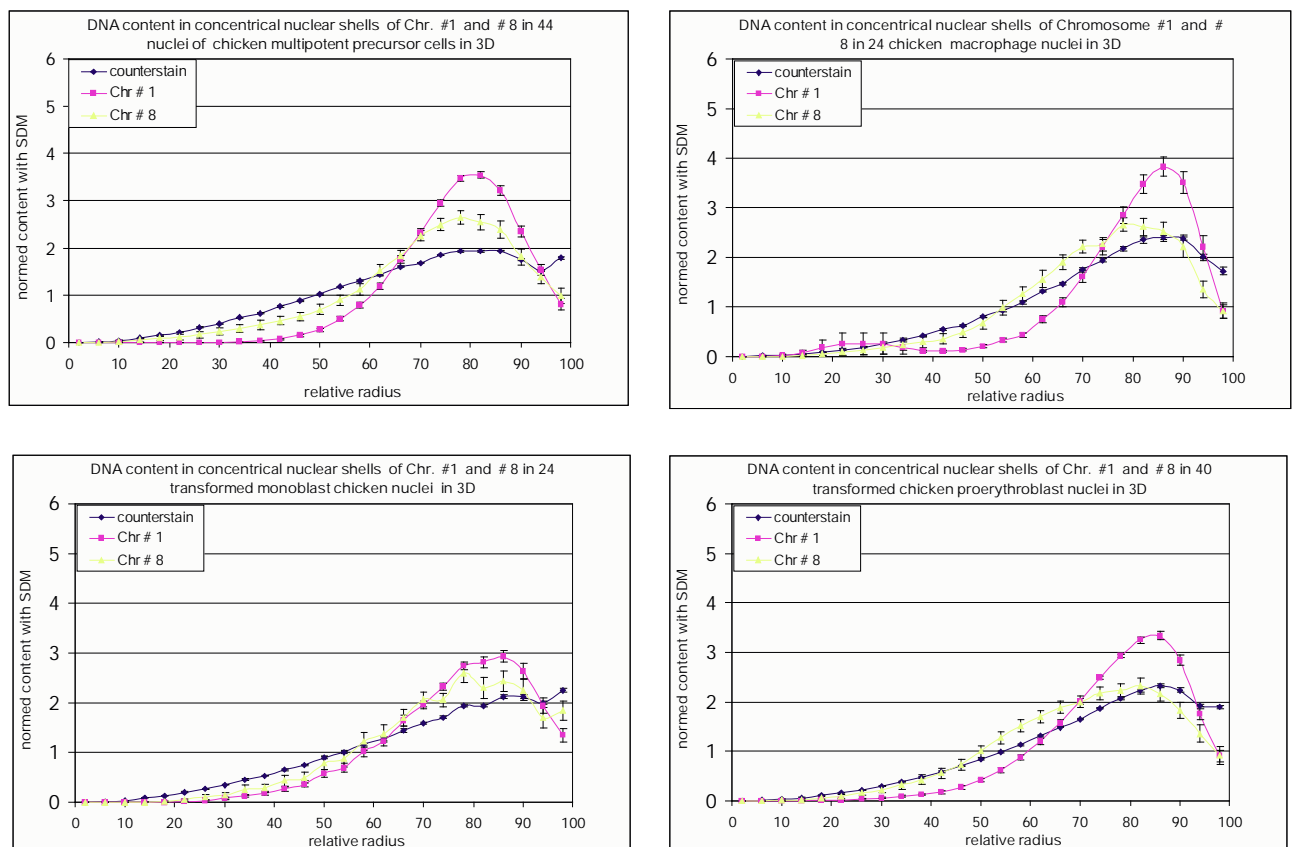 DNA content in concentrical nuclear shells of Chr. #1 and #8 in 44
nuclei of chicken multipotent precursor cells in 3D
6
5
4
3
2
1
0
normed content with SDM
counterstain
Chr # 1
Chr # 8
0 10 20 30 40 50 60 70 80 90 100
relative radius
DNA content in concentrical nuclear shells of Chromosome #1 and #
8 in 24 chicken macrophage nuclei in 3D
6
5
4
3
2
1
0
normed content with SDM
counterstain
Chr # 1
Chr # 8
0 10 20 30 40 50 60 70 80 90 100
relative radius
DNA content in concentrical nuclear shells of Chr. #1 and #8 in 24
transformed monoblast chicken nuclei in 3D
6
5
4
3
2
1
0
normed content with SDM
counterstain
Chr # 1
Chr # 8
0 10 20 30 40 50 60 70 80 90 100
relative radius
DNA content in concentrical nuclear shells of Chr. #1 and #8 in 40
transformed chicken proerythroblast nuclei in 3D
6
5
4
3
2
1
0
normed content with SDM
counterstain
Chr # 1
Chr # 8
0 10 20 30 40 50 60 70 80 90 100
relative radius